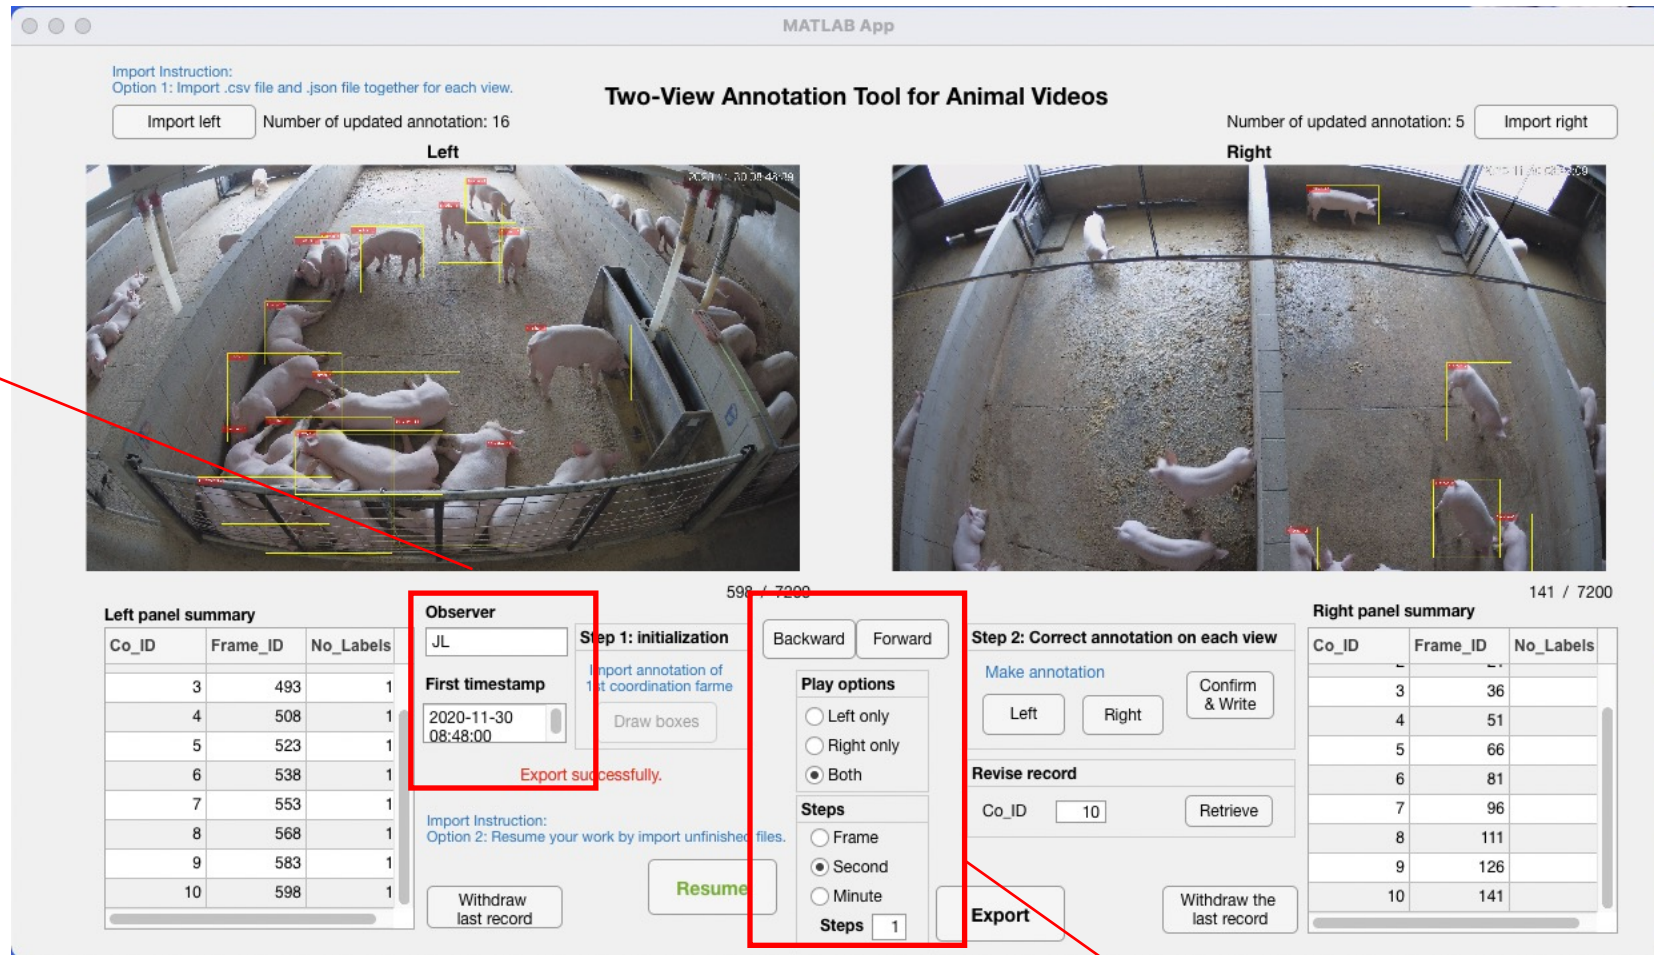 MATLAB App
Import Instruction:
Option 1: Import .csv file and .json file together for each view.
Two-View Annotation Tool for Animal Videos
Import left
Number of updated annotation: 16
Number of updated annotation: 5
Import right
Left
Right
598 / 7200
141 / 7200
Left panel summary
Co_ID Frame_ID No_Labels
3 493 1
4 508 1
5 523 1
6 538 1
7 553 1
8 568 1
9 583 1
10 598 1
Withdraw
last record
Observer
JL
First timestamp
2020-11-30
08:48:00
Step 1: initialization
Import annotation of
1st coordination farme
Draw boxes
Export successfully.
Import Instruction:
Option 2: Resume your work by import unfinished files.
Resume
Backward
Forward
Play options
Left only
Right only
Both
Steps
Frame
Second
Minute
Steps 1
Step 2: Correct annotation on each view
Make annotation
Left
Right
Confirm
& Write
Revise record
Co_ID 10
Retrieve
Export
Withdraw the
last record
Right panel summary
Co_ID Frame_ID No_Labels
3 36
4 51
5 66
6 81
7 96
8 111
9 126
10 141